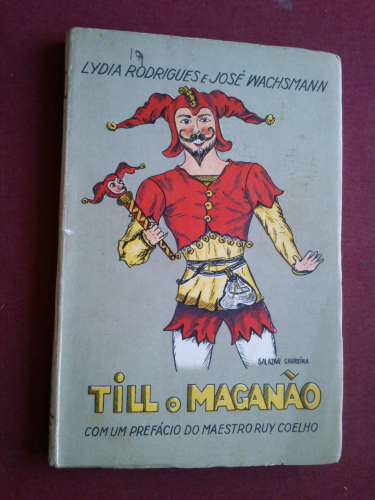 19
LYDIA RODRIGUES E JOSÉ WACHSMANN
SALAZAR CARREIRA
TILL O MAGANÃO
COM UM PREFÁCIO DO MAESTRO RUY COELHO